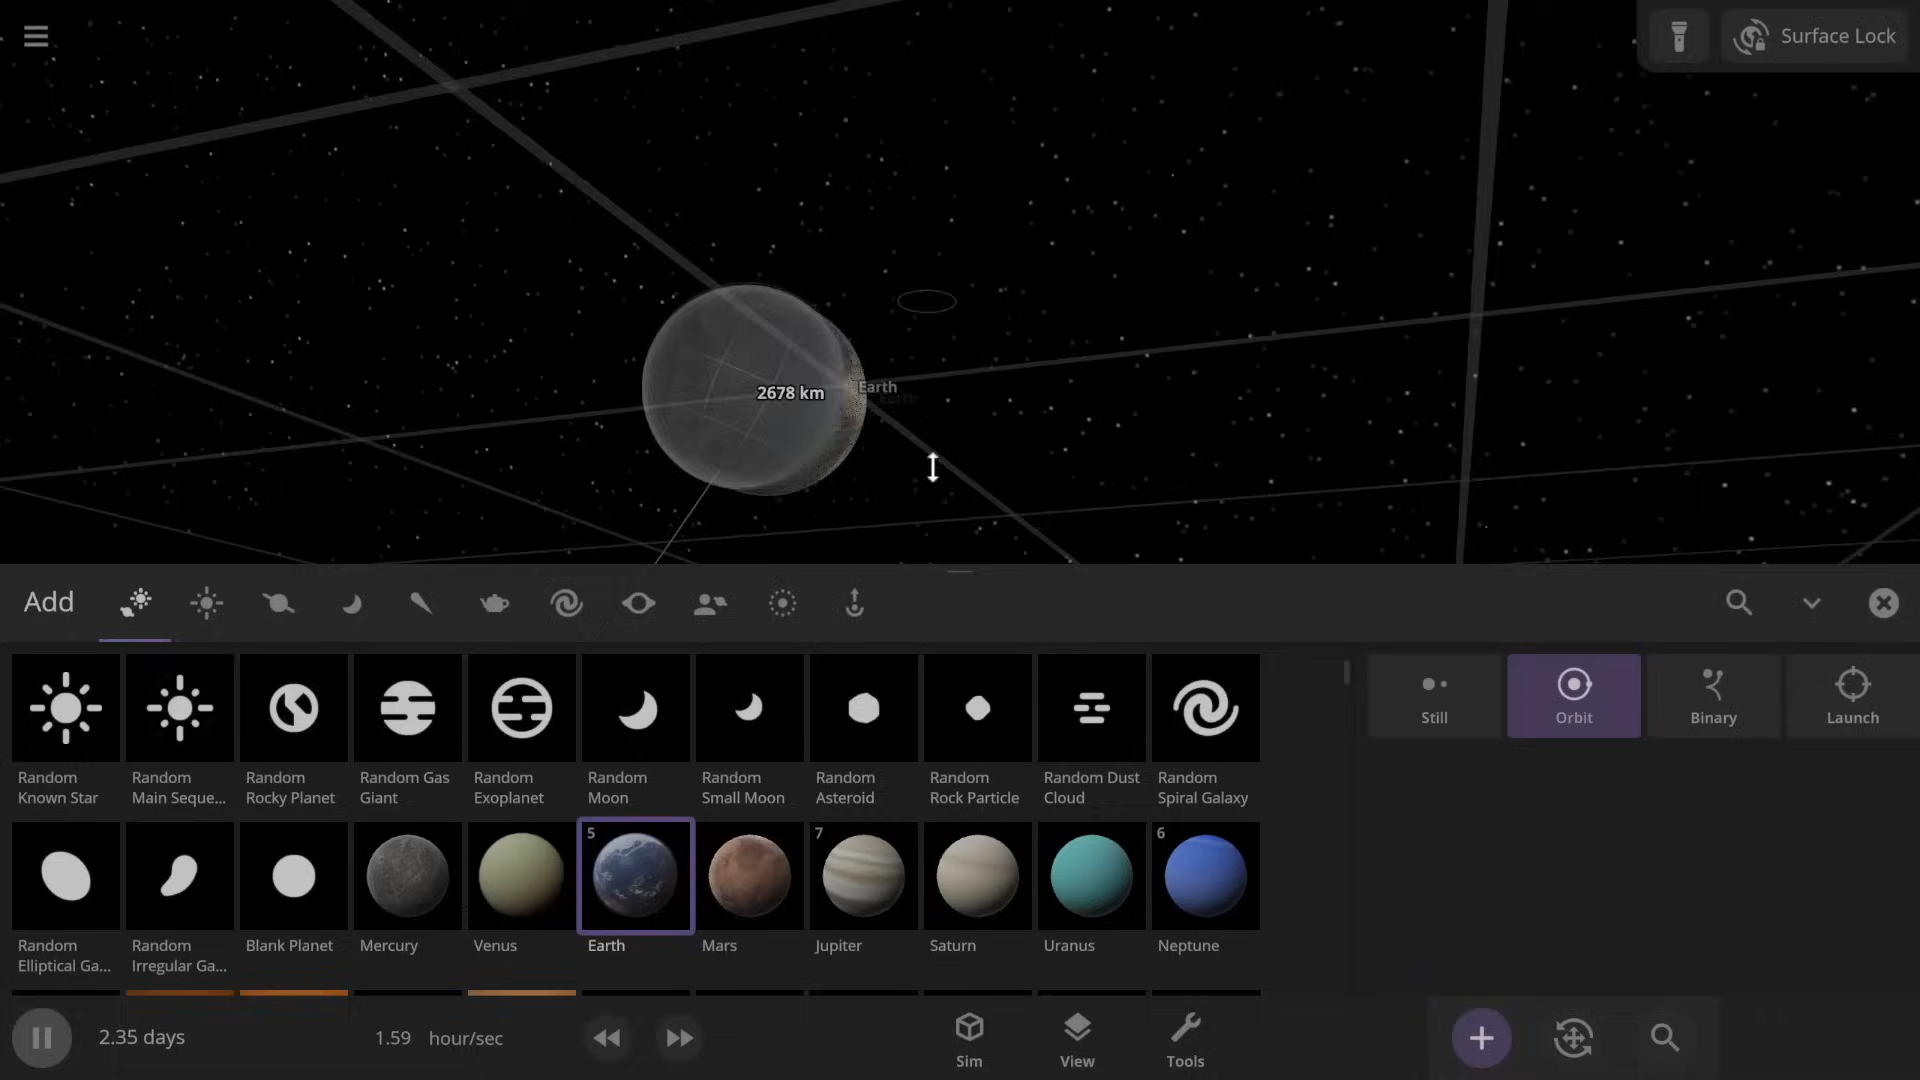 Surface Lock
2678 km
Earth
Earth
Add
Still
Orbit
Binary
Launch
Random
Known Star
Random
Main Seque...
Random
Rocky Planet
Random Gas
Giant
Random
Exoplanet
Random
Moon
Random
Small Moon
Random
Asteroid
Random
Rock Particle
Random Dust
Cloud
Random
Spiral Galaxy
5
7
6
Random
Elliptical Ga...
Random
Irregular Ga...
Blank Planet
Mercury
Venus
Earth
Mars
Jupiter
Saturn
Uranus
Neptune
2.35 days
1.59 hour/sec
Sim
View
Tools